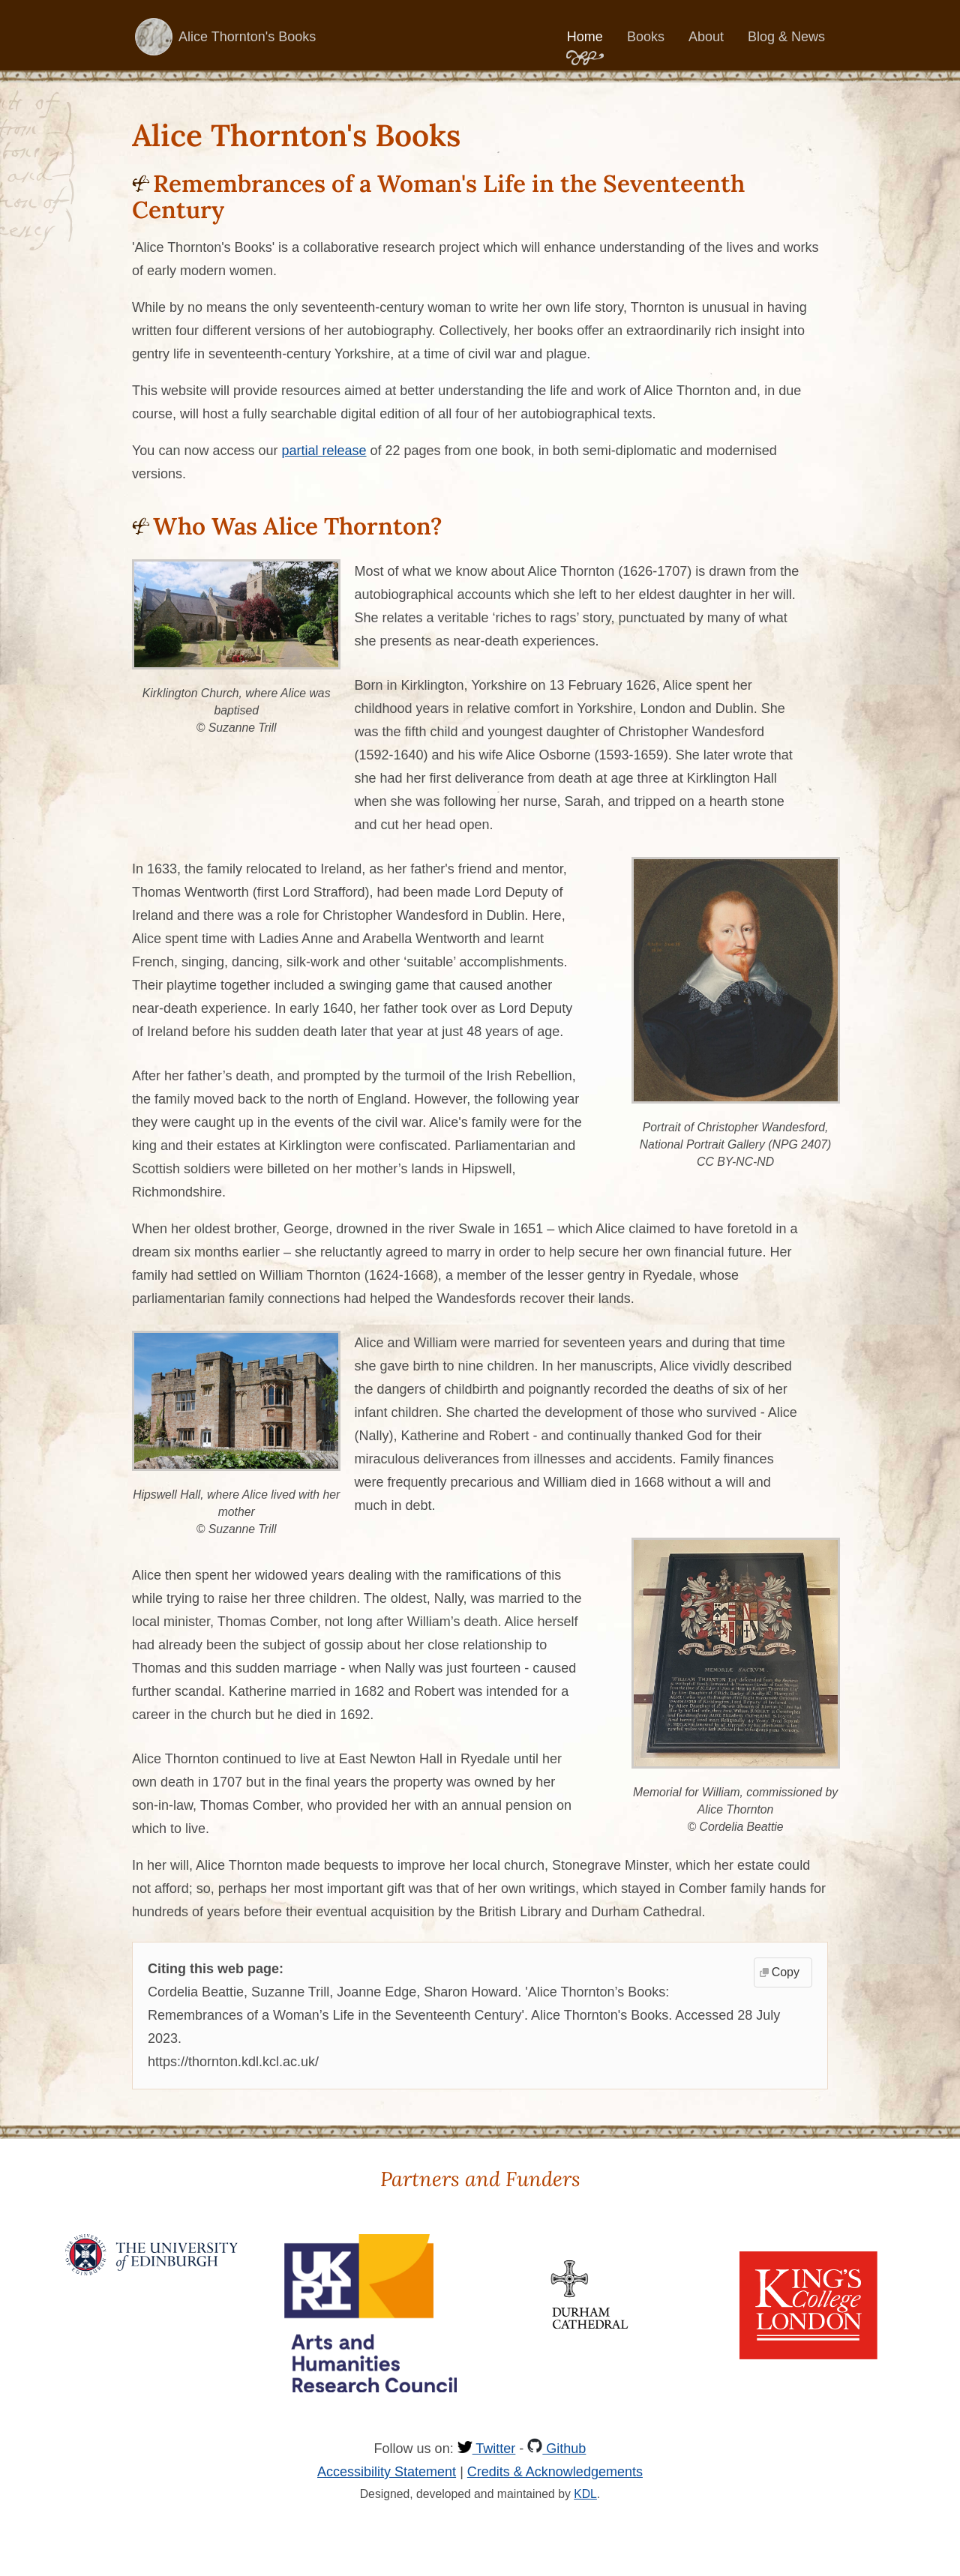 Alice Thornton's Books
Home
Books
About
Blog & News
Alice Thornton's Books
Remembrances of a Woman's Life in the Seventeenth
Century
'Alice Thornton's Books' is a collaborative research project which will enhance understanding of the lives and works
of early modern women.
While by no means the only seventeenth-century woman to write her own life story, Thornton is unusual in having
written four different versions of her autobiography. Collectively, her books offer an extraordinarily rich insight into
gentry life in seventeenth-century Yorkshire, at a time of civil war and plague.
This website will provide resources aimed at better understanding the life and work of Alice Thornton and, in due
course, will host a fully searchable digital edition of all four of her autobiographical texts.
You can now access our partial release of 22 pages from one book, in both semi-diplomatic and modernised
versions.
Who Was Alice Thornton?
Kirklington Church, where Alice was
baptised
© Suzanne Trill
Most of what we know about Alice Thornton (1626-1707) is drawn from the
autobiographical accounts which she left to her eldest daughter in her will.
She relates a veritable ‘riches to rags’ story, punctuated by many of what
she presents as near-death experiences.
Born in Kirklington, Yorkshire on 13 February 1626, Alice spent her
childhood years in relative comfort in Yorkshire, London and Dublin. She
was the fifth child and youngest daughter of Christopher Wandesford
(1592-1640) and his wife Alice Osborne (1593-1659). She later wrote that
she had her first deliverance from death at age three at Kirklington Hall
when she was following her nurse, Sarah, and tripped on a hearth stone
and cut her head open.
In 1633, the family relocated to Ireland, as her father's friend and mentor,
Thomas Wentworth (first Lord Strafford), had been made Lord Deputy of
Ireland and there was a role for Christopher Wandesford in Dublin. Here,
Alice spent time with Ladies Anne and Arabella Wentworth and learnt
French, singing, dancing, silk-work and other ‘suitable’ accomplishments.
Their playtime together included a swinging game that caused another
near-death experience. In early 1640, her father took over as Lord Deputy
of Ireland before his sudden death later that year at just 48 years of age.
After her father’s death, and prompted by the turmoil of the Irish Rebellion,
the family moved back to the north of England. However, the following year
they were caught up in the events of the civil war. Alice's family were for the
king and their estates at Kirklington were confiscated. Parliamentarian and
Scottish soldiers were billeted on her mother’s lands in Hipswell,
Richmondshire.
Portrait of Christopher Wandesford,
National Portrait Gallery (NPG 2407)
CC BY-NC-ND
When her oldest brother, George, drowned in the river Swale in 1651 – which Alice claimed to have foretold in a
dream six months earlier – she reluctantly agreed to marry in order to help secure her own financial future. Her
family had settled on William Thornton (1624-1668), a member of the lesser gentry in Ryedale, whose
parliamentarian family connections had helped the Wandesfords recover their lands.
Hipswell Hall, where Alice lived with her
mother
© Suzanne Trill
Alice and William were married for seventeen years and during that time
she gave birth to nine children. In her manuscripts, Alice vividly described
the dangers of childbirth and poignantly recorded the deaths of six of her
infant children. She charted the development of those who survived - Alice
(Nally), Katherine and Robert - and continually thanked God for their
miraculous deliverances from illnesses and accidents. Family finances
were frequently precarious and William died in 1668 without a will and
much in debt.
Alice then spent her widowed years dealing with the ramifications of this
while trying to raise her three children. The oldest, Nally, was married to the
local minister, Thomas Comber, not long after William’s death. Alice herself
had already been the subject of gossip about her close relationship to
Thomas and this sudden marriage - when Nally was just fourteen - caused
further scandal. Katherine married in 1682 and Robert was intended for a
career in the church but he died in 1692.
Alice Thornton continued to live at East Newton Hall in Ryedale until her
own death in 1707 but in the final years the property was owned by her
son-in-law, Thomas Comber, who provided her with an annual pension on
which to live.
MEMORIÆ SACRVM
Memorial for William, commissioned by
Alice Thornton
© Cordelia Beattie
In her will, Alice Thornton made bequests to improve her local church, Stonegrave Minster, which her estate could
not afford; so, perhaps her most important gift was that of her own writings, which stayed in Comber family hands for
hundreds of years before their eventual acquisition by the British Library and Durham Cathedral.
Citing this web page:
Copy
Cordelia Beattie, Suzanne Trill, Joanne Edge, Sharon Howard. 'Alice Thornton’s Books:
Remembrances of a Woman’s Life in the Seventeenth Century'. Alice Thornton's Books. Accessed 28 July
2023.
https://thornton.kdl.kcl.ac.uk/
Partners and Funders
THE UNIVERSITY
of EDINBURGH
UK
RI
Arts and
Humanities
Research Council
DURHAM
CATHEDRAL
KING'S
College
LONDON
Follow us on: Twitter - Github
Accessibility Statement | Credits & Acknowledgements
Designed, developed and maintained by KDL.